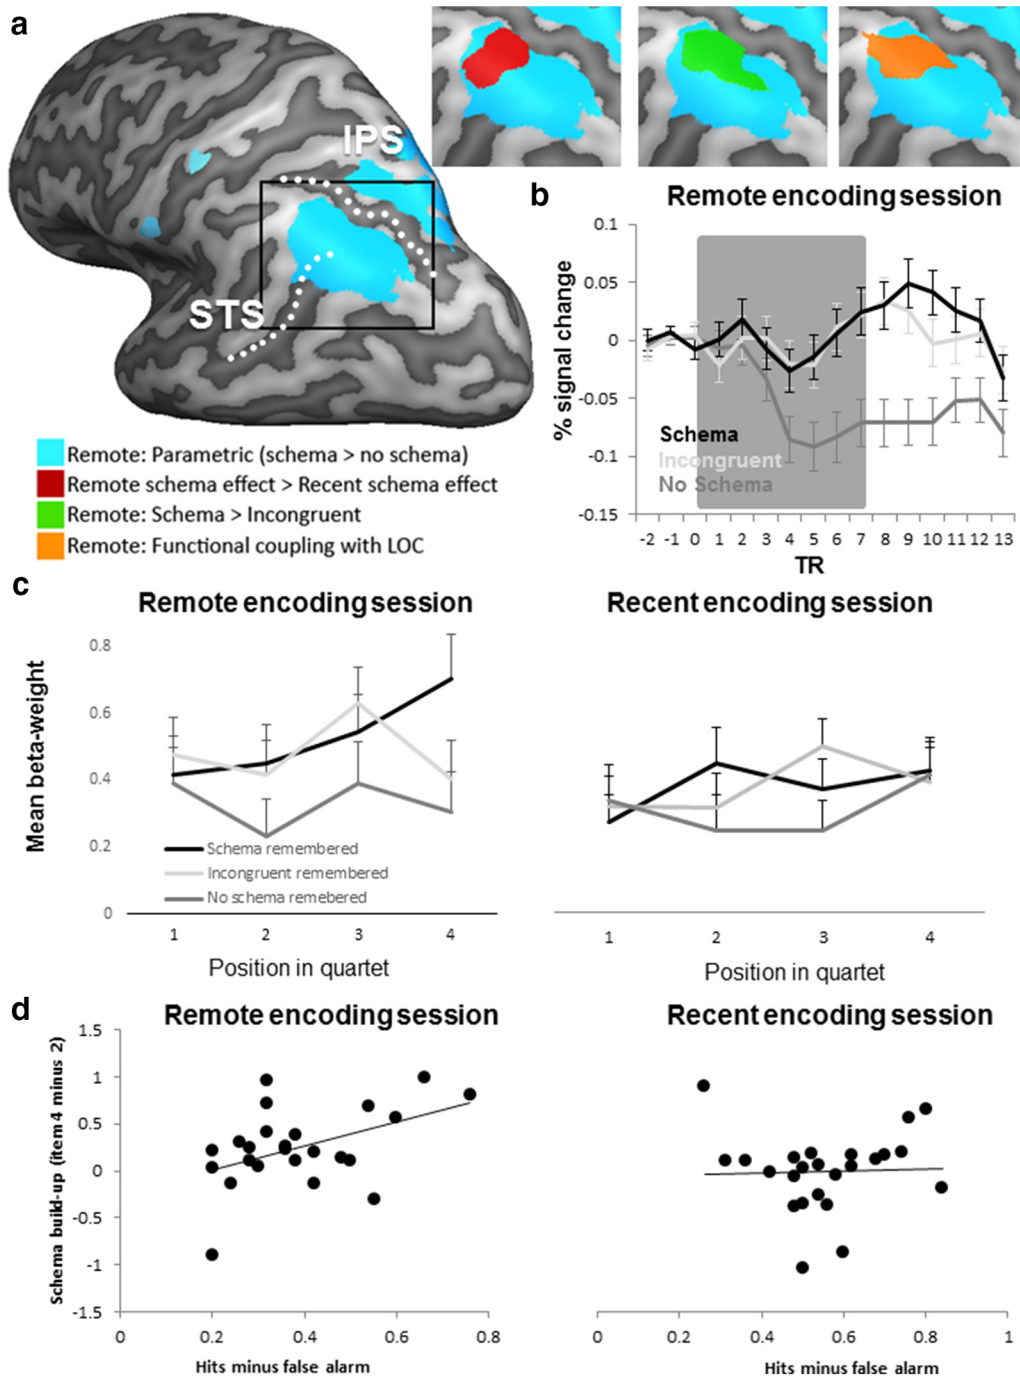 a
IPS
STS
Remote: Parametric (schema > no schema)
Remote schema effect > Recent schema effect
Remote: Schema > Incongruent
Remote: Functional coupling with LOC
b
Remote encoding session
% signal change
0.1
0.05
0
-0.05
-0.1
-0.15
Schema
Incongruent
No Schema
-2 -1 0 1 2 3 4 5 6 7 8 9 10 11 12 13
TR
c
Remote encoding session
Mean beta-weight
0.8
0.6
0.4
0.2
0
Schema remembered
Incongruent remembered
No schema remebered
1 2 3 4
Position in quartet
Recent encoding session
1 2 3 4
Position in quartet
d
Remote encoding session
Schema build-up (item 4 minus 2)
1.5
1
0.5
0
-0.5
-1
-1.5
0 0.2 0.4 0.6 0.8
Hits minus false alarm
Recent encoding session
0 0.2 0.4 0.6 0.8 1
Hits minus false alarm